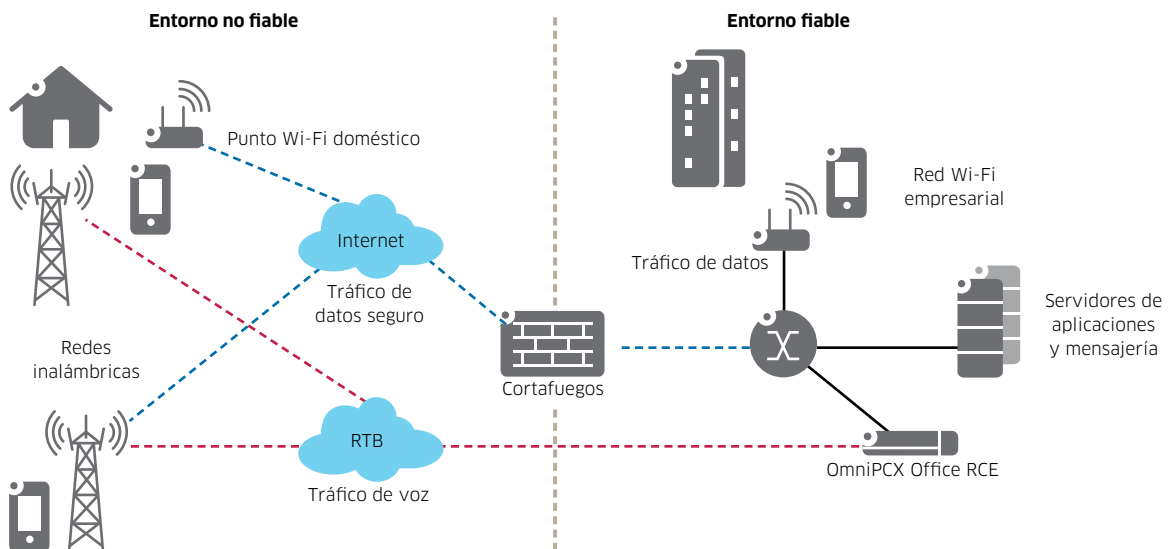 Entorno no fiable
Entorno fiable
Punto Wi-Fi doméstico
Red Wi-Fi
empresarial
Internet
Tráfico de datos
Tráfico de
datos seguro
Servidores de
aplicaciones
y mensajería
Redes
inalámbricas
Cortafuegos
RTB
OmniPCX Office RCE
Tráfico de voz